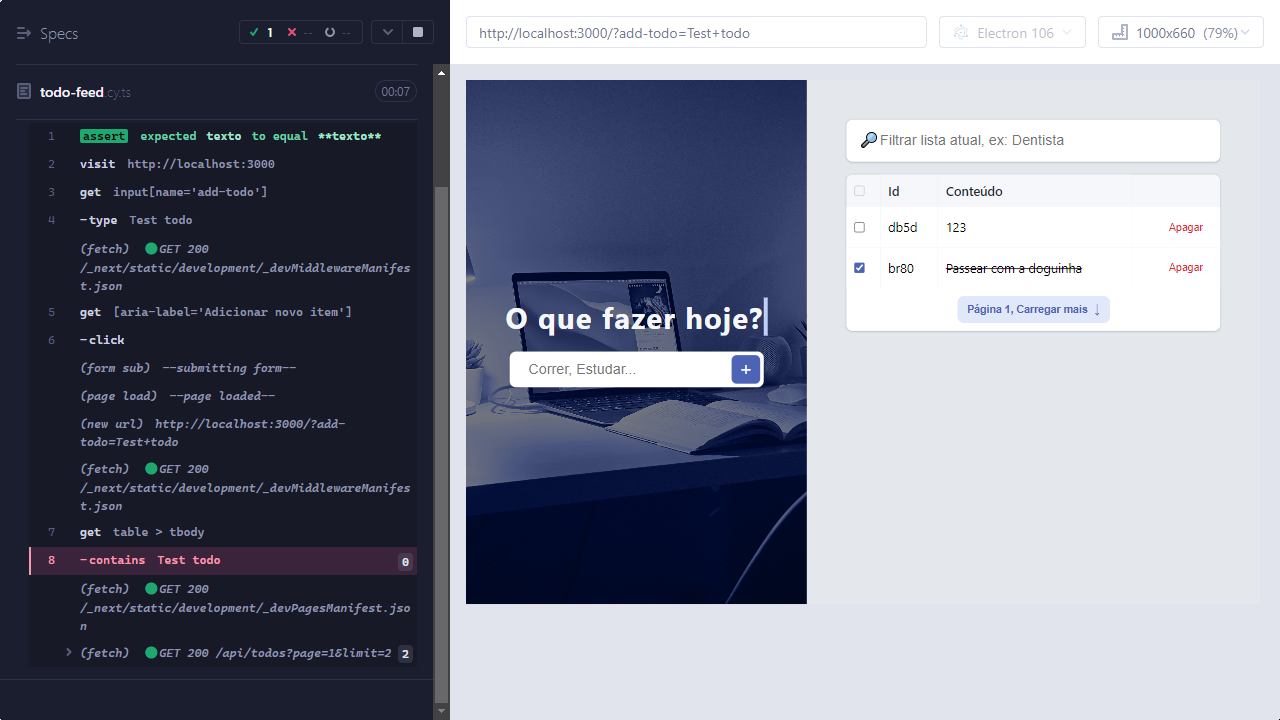 Specs
1
--
--
todo-feed.cy.ts
00:07
1 assert expected texto to equal **texto**
2 visit http://localhost:3000
3 get input[name='add-todo']
4 -type Test todo
(fetch) GET 200
/_next/static/development/_devMiddlewareManifes
t.json
5 get [aria-label='Adicionar novo item']
6 -click
(form sub) --submitting form--
(page load) --page loaded--
(new url) http://localhost:3000/?add-
todo=Test+todo
(fetch) GET 200
/_next/static/development/_devMiddlewareManifes
t.json
7 get table > tbody
8 -contains Test todo 0
(fetch) GET 200
/_next/static/development/_devPagesManifest.jso
n
(fetch) GET 200 /api/todos?page=1&limit=2 2
http://localhost:3000/?add-todo=Test+todo
Electron 106
1000x660 (79%)
O que fazer hoje?
Correr, Estudar...
+
Filtrar lista atual, ex: Dentista
Id Conteúdo
db5d 123 Apagar
br80 Passear com a doguinha Apagar
Página 1, Carregar mais ↓